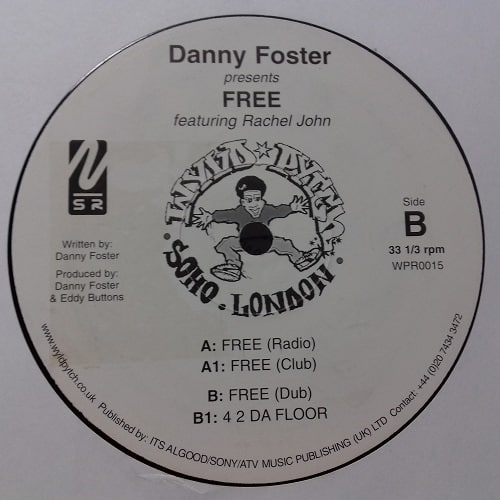 Danny Foster
presents
FREE
featuring Rachel John
N
S R
WYLD PYTCH
SOHO · LONDON
Side
B
33 1/3 rpm
WPR0015
Written by:
Danny Foster
Produced by:
Danny Foster
& Eddy Buttons
A: FREE (Radio)
A1: FREE (Club)
B: FREE (Dub)
B1: 4 2 DA FLOOR
www.wyldpytch.co.uk Published by: ITS ALGOOD/SONY/ATV MUSIC PUBLISHING (UK) LTD Contact: +44 (0)20 7434 3472